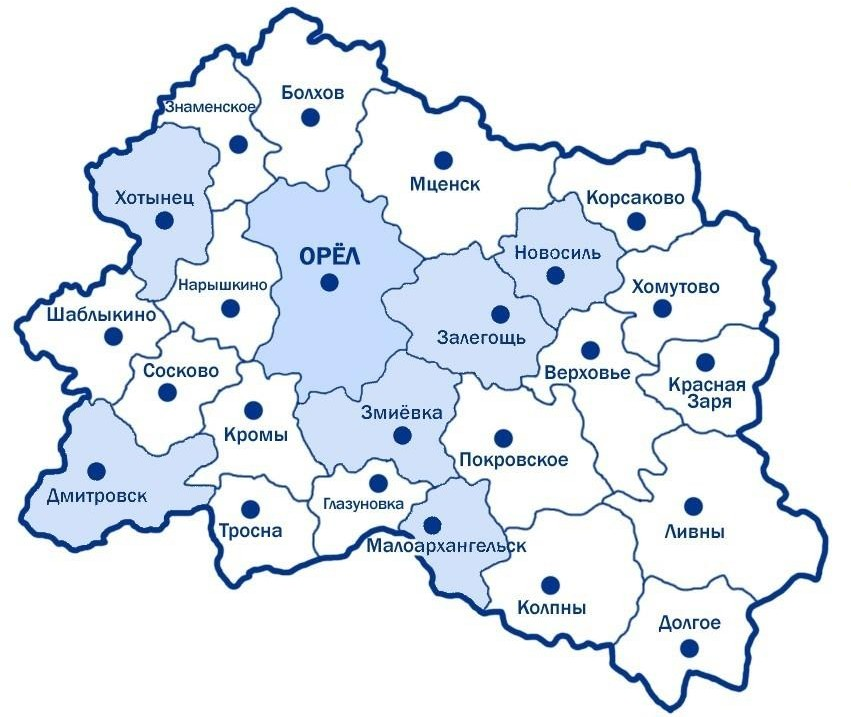 Болхов
Знаменское
Мценск
Хотынец
Корсаково
ОРЁЛ
Новосиль
Нарышкино
Хомутово
Шаблыкино
Залегощь
Сосково
Верховье
Красная
Заря
Змиёвка
Кромы
Покровское
Дмитровск
Глазуновка
Тросна
Ливны
Малоархангельск
Колпны
Долгое